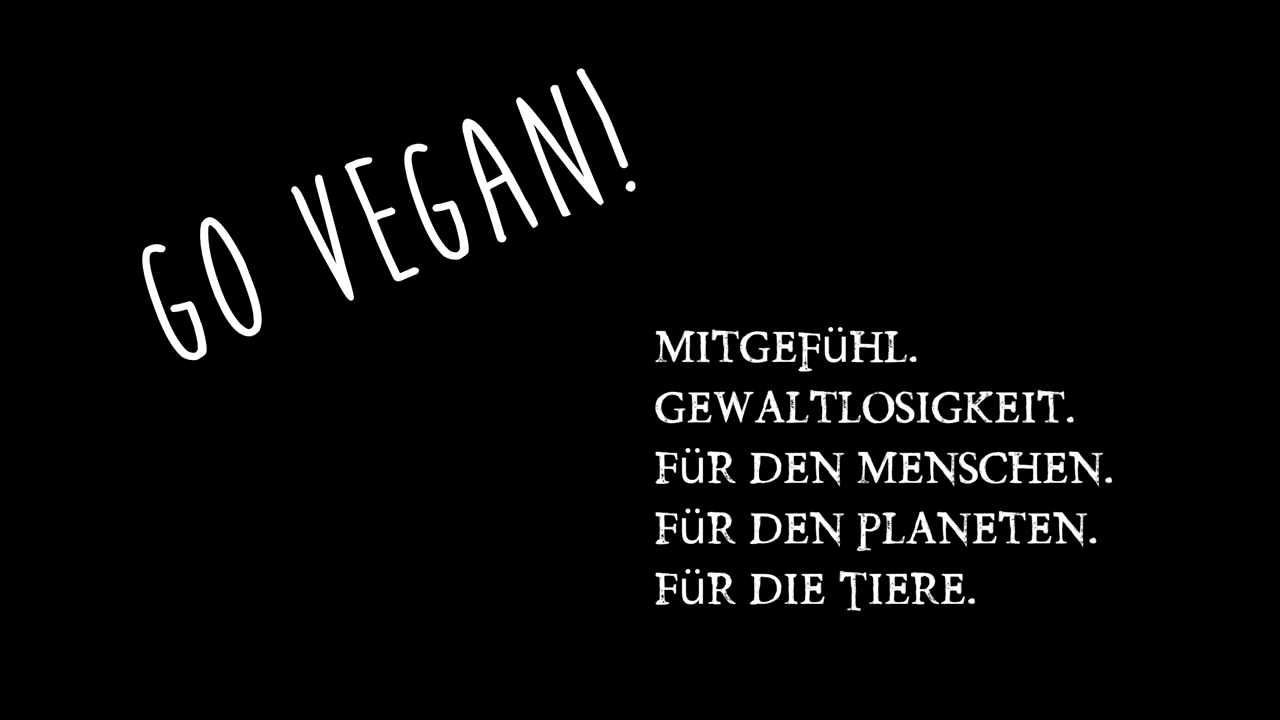 GO VEGAN!
MITGEFÜHL.
GEWALTLOSIGKEIT.
FÜR DEN MENSCHEN.
FÜR DEN PLANETEN.
FÜR DIE TIERE.